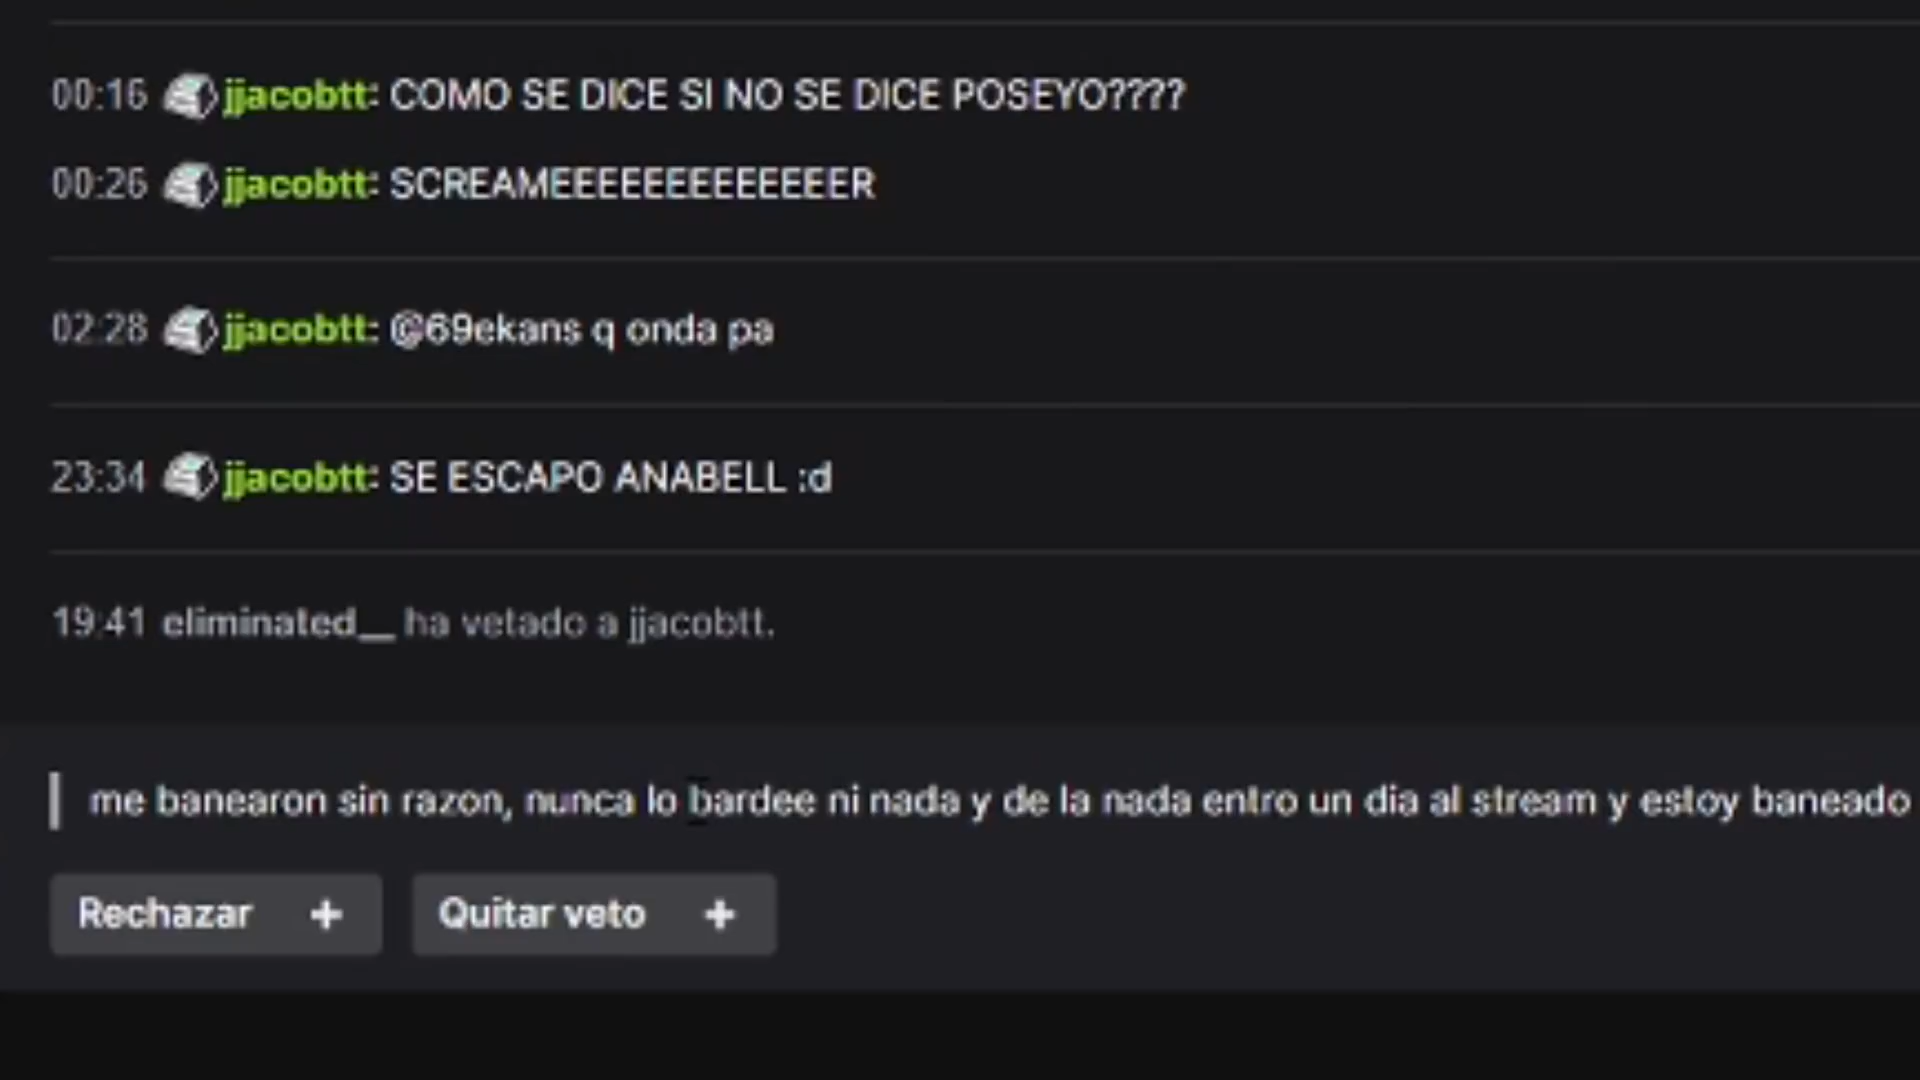 00:16 jjacobtt: COMO SE DICE SI NO SE DICE POSEYO????
00:26 jjacobtt: SCREAMEEEEEEEEEEEEEER
02:28 jjacobtt: @69ekans q onda pa
23:34 jjacobtt: SE ESCAPO ANABELL :d
19:41 eliminated__ ha vetado a jjacobtt.
me banearon sin razon, nunca lo bardee ni nada y de la nada entro un dia al stream y estoy baneado
Rechazar + Quitar veto +